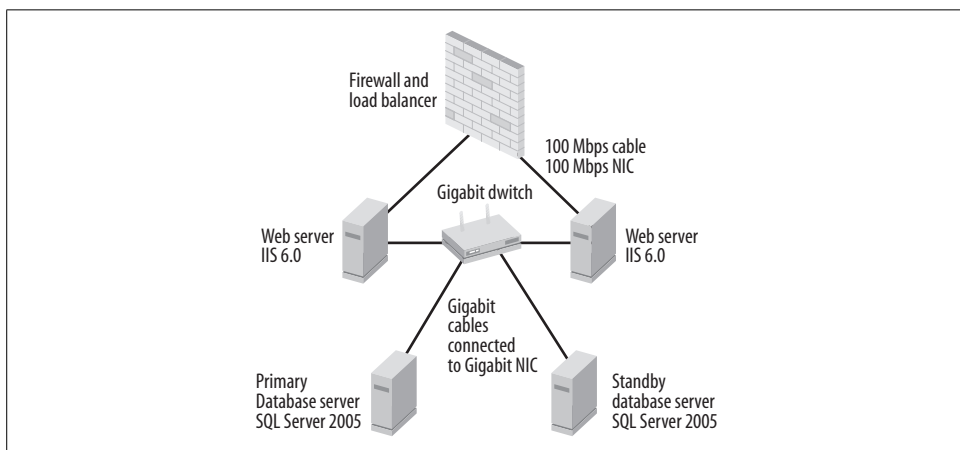 Firewall and
load balancer
100 Mbps cable
100 Mbps NIC
Gigabit dwitch
Web server
IIS 6.0
Web server
IIS 6.0
Gigabit
cables
connected
to Gigabit NIC
Primary
Database server
SQL Server 2005
Standby
database server
SQL Server 2005